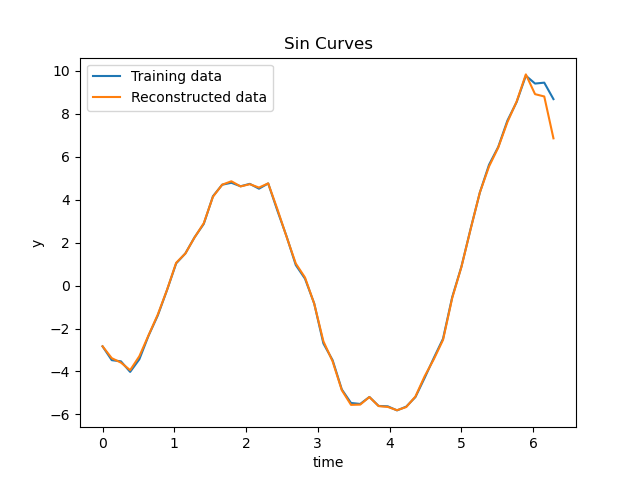 Sin Curves
Training data
Reconstructed data
y
10
8
6
4
2
0
−2
−4
−6
0 1 2 3 4 5 6
time